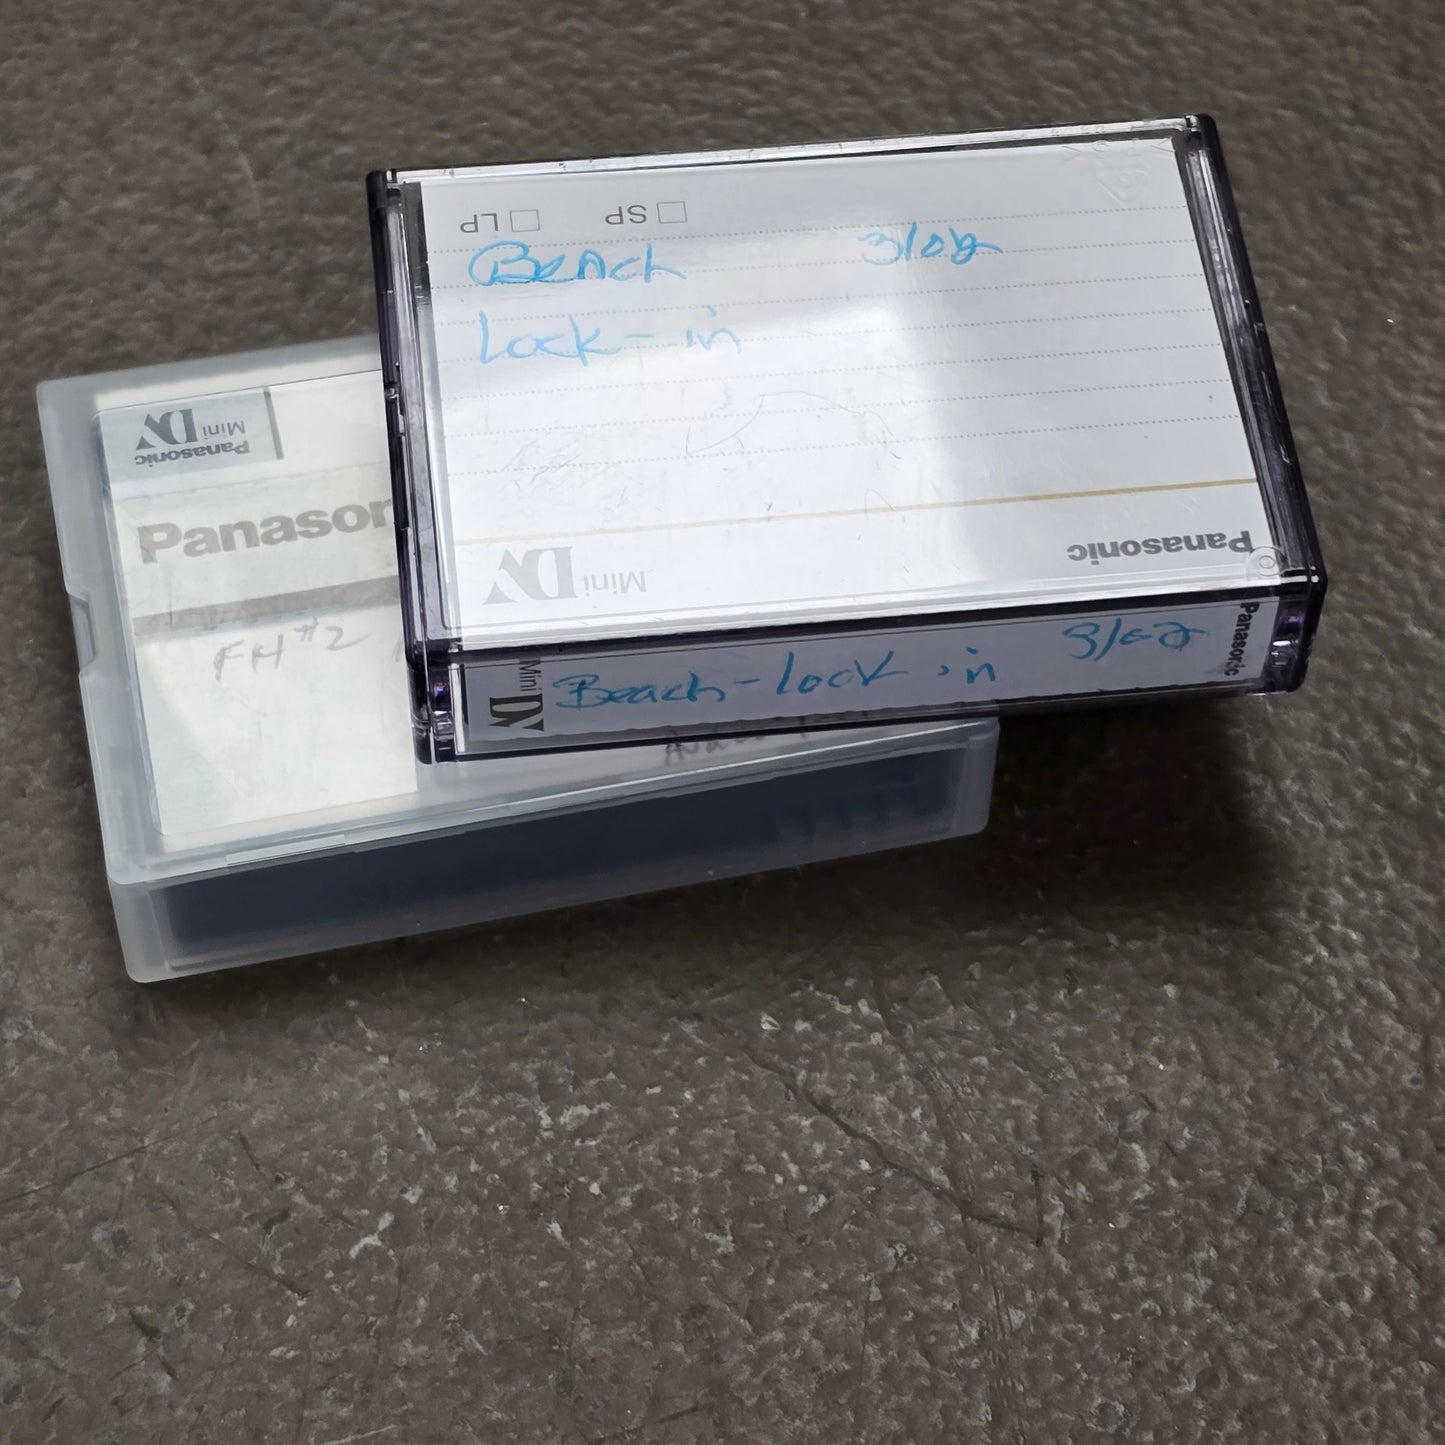 LP SP
Beach 3/02
Lock-in
Mini DV Panasonic
Mini DV Beach-Lock-in 3/02 Panasonic
Panasonic
Mini DV
Panason
FH #2